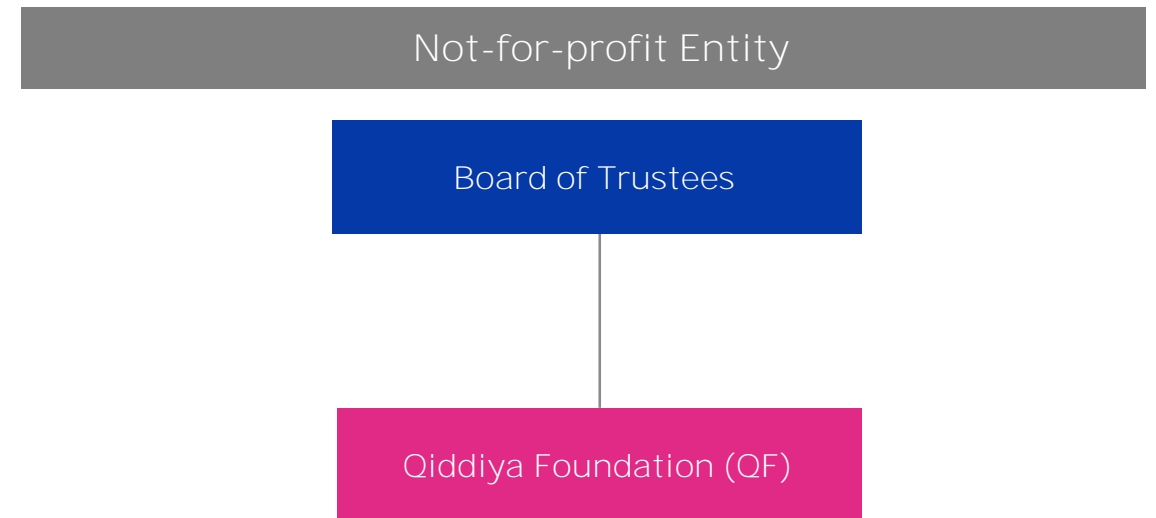 Not-for-profit Entity
Board of Trustees
Qiddiya Foundation (QF)